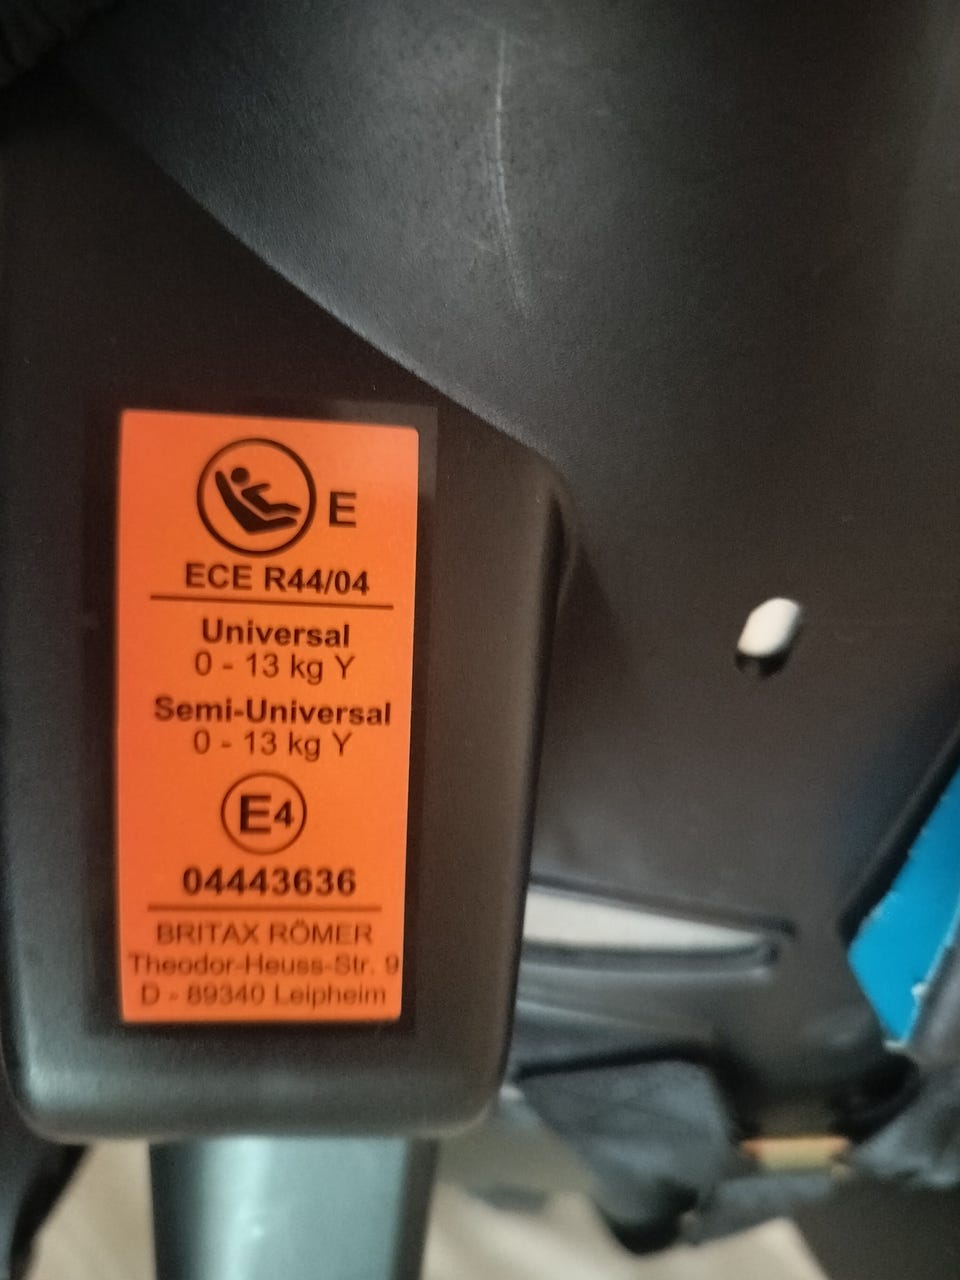 E
ECE R44/04
Universal
0 - 13 kg Y
Semi-Universal
0 - 13 kg Y
E4
04443636
BRITAX RÖMER
Theodor-Heuss-Str. 9
D - 89340 Leipheim